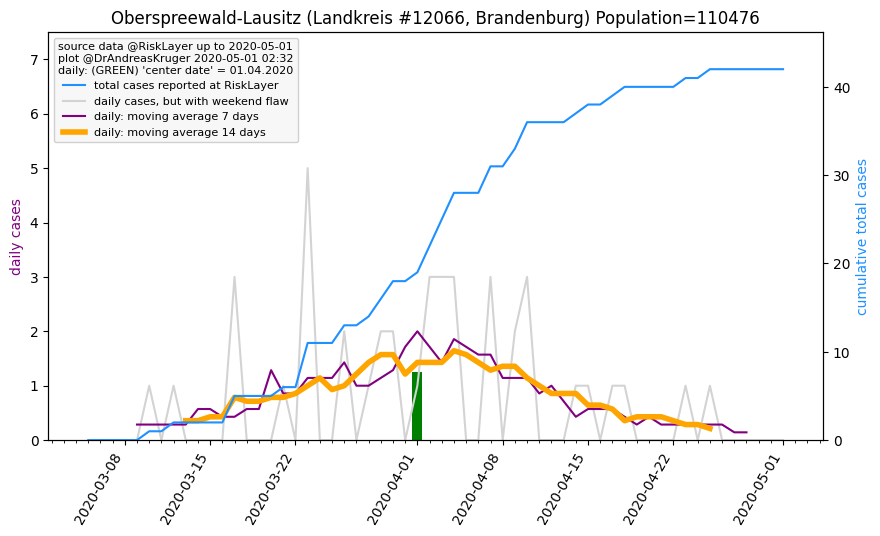 Oberspreewald-Lausitz (Landkreis #12066, Brandenburg) Population=110476
source data @RiskLayer up to 2020-05-01
plot @DrAndreasKruger 2020-05-01 02:32
daily: (GREEN) 'center date' = 01.04.2020
total cases reported at RiskLayer
daily cases, but with weekend flaw
daily: moving average 7 days
daily: moving average 14 days
daily cases
7
6
5
4
3
2
1
0
cumulative total cases
40
30
20
10
0
2020-03-08
2020-03-15
2020-03-22
2020-04-01
2020-04-08
2020-04-15
2020-04-22
2020-05-01